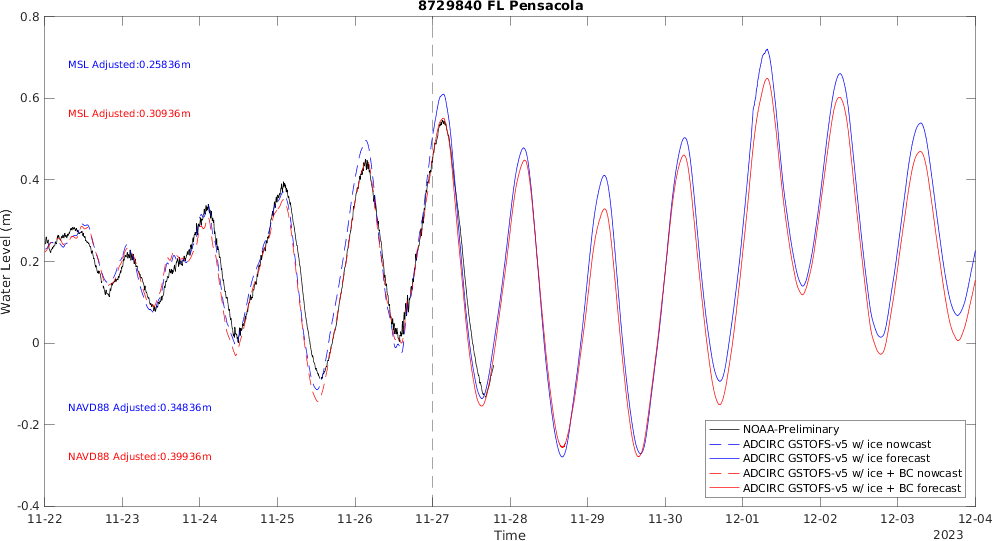 8729840 FL Pensacola
0.8
0.6
0.4
0.2
0
-0.2
-0.4
Water Level (m)
MSL Adjusted:0.25836m
MSL Adjusted:0.30936m
NAVD88 Adjusted:0.34836m
NAVD88 Adjusted:0.39936m
NOAA-Preliminary
ADCIRC GSTOFS-v5 w/ ice nowcast
ADCIRC GSTOFS-v5 w/ ice forecast
ADCIRC GSTOFS-v5 w/ ice + BC nowcast
ADCIRC GSTOFS-v5 w/ ice + BC forecast
11-22 11-23 11-24 11-25 11-26 11-27 11-28 11-29 11-30 12-01 12-02 12-03 12-04
Time
2023